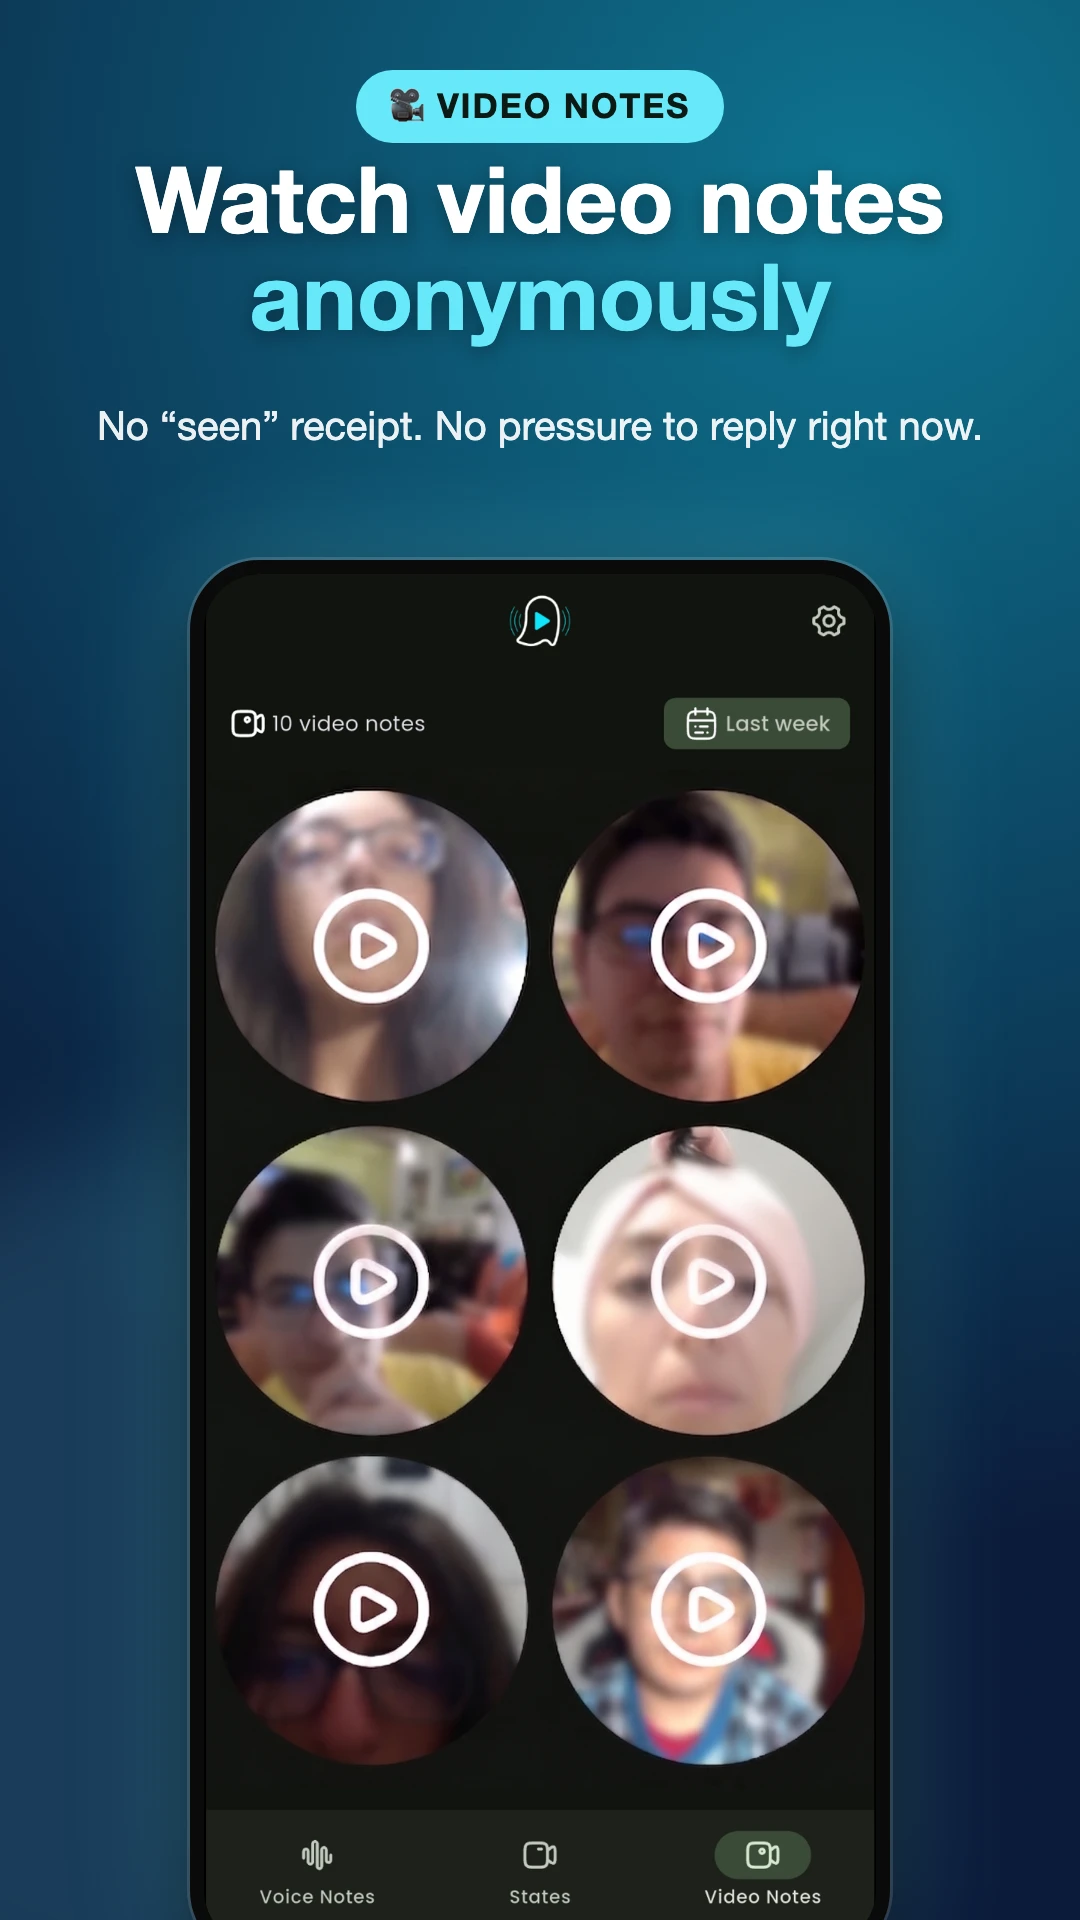 🎥 VIDEO NOTES
Watch video notes
anonymously
No “seen” receipt. No pressure to reply right now.
10 video notes
Last week
Voice Notes
States
Video Notes